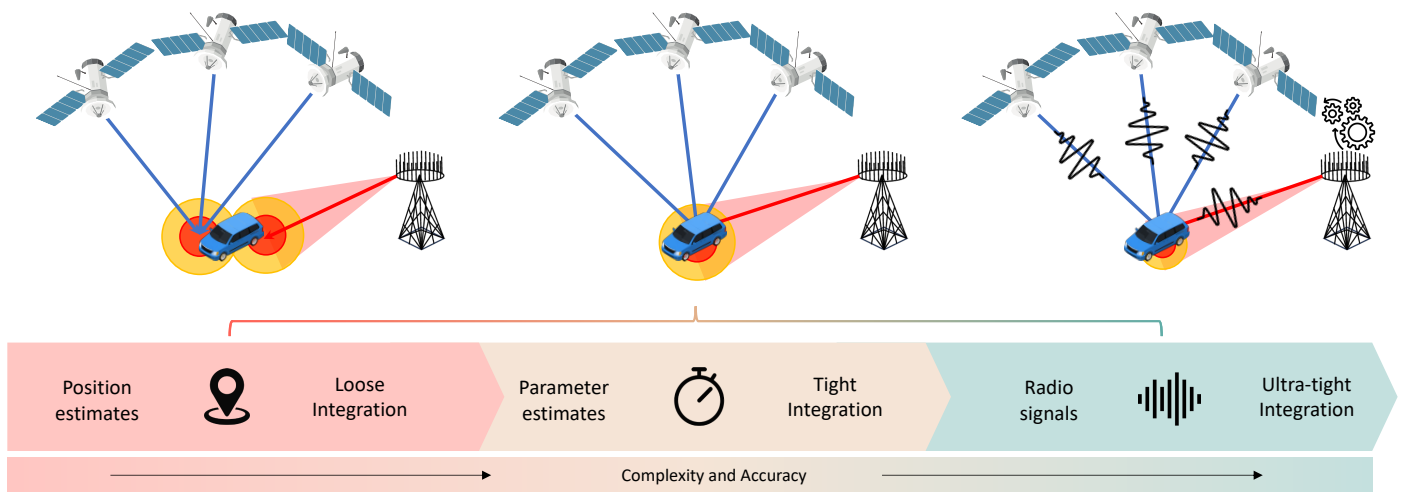 Position
estimates
Loose
Integration
Parameter
estimates
Tight
Integration
Radio
signals
Ultra-tight
Integration
Complexity and Accuracy